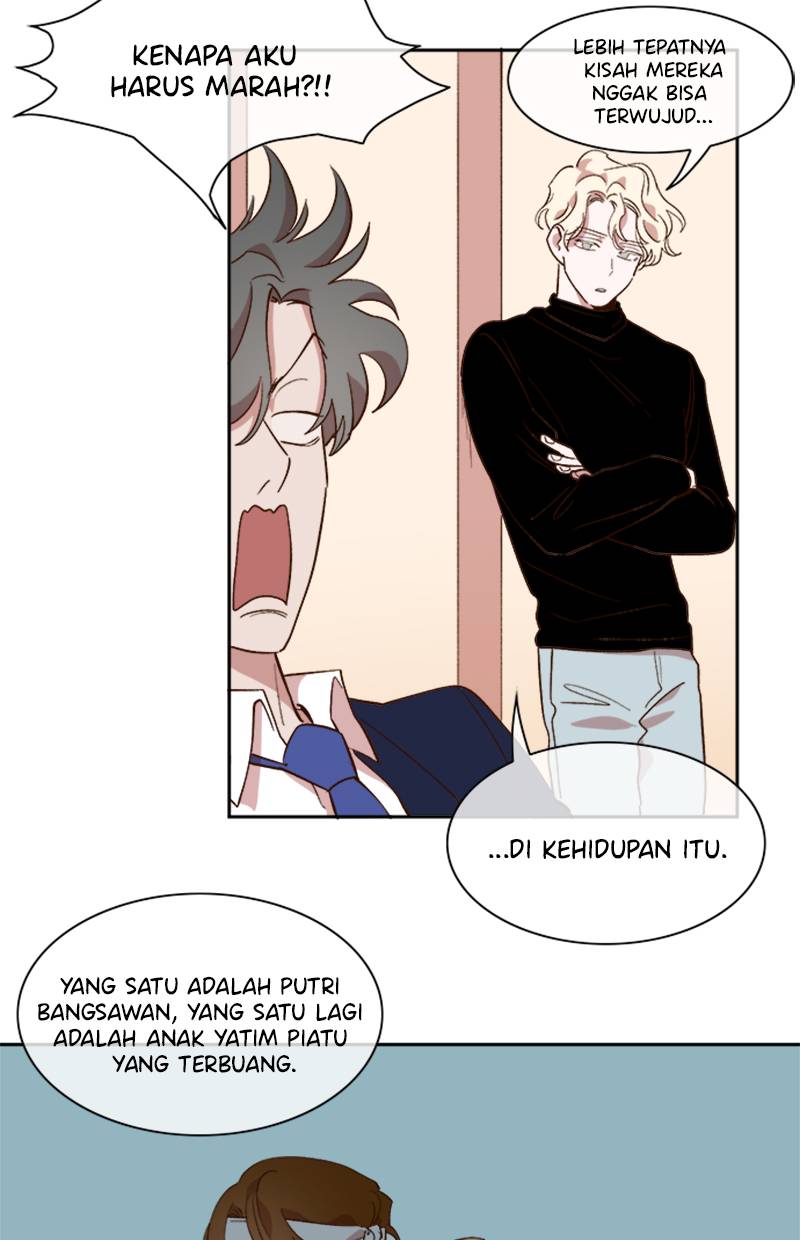 KENAPA AKU
HARUS MARAH?!!
LEBIH TEPATNYA
KISAH MEREKA
NGGAK BISA
TERWUJUD...
...DI KEHIDUPAN ITU.
YANG SATU ADALAH PUTRI
BANGSAWAN, YANG SATU LAGI
ADALAH ANAK YATIM PIATU
YANG TERBUANG.